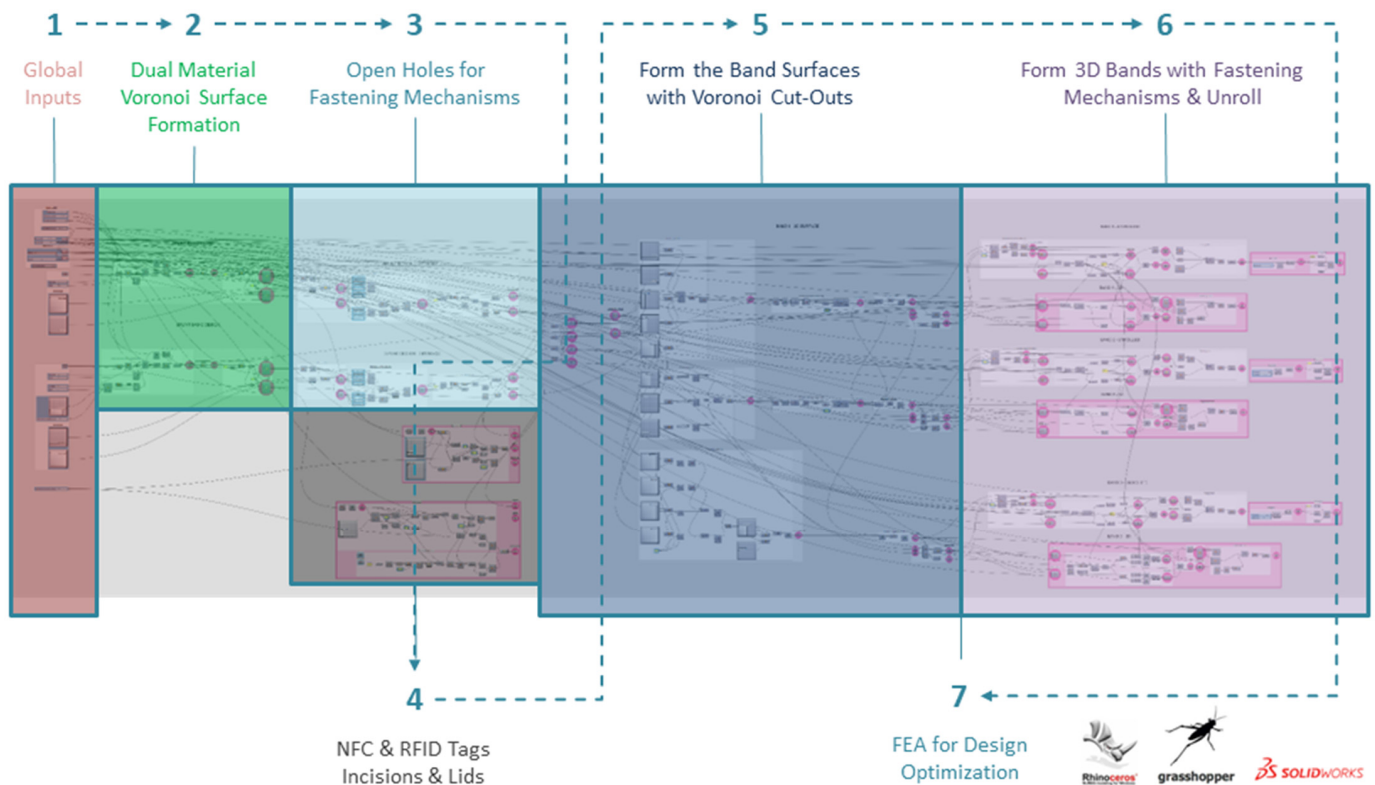 1
2
3
5
6
Global
Inputs
Dual Material
Voronoi Surface
Formation
Open Holes for
Fastening Mechanisms
Form the Band Surfaces
with Voronoi Cut-Outs
Form 3D Bands with Fastening
Mechanisms & Unroll
4
NFC & RFID Tags
Incisions & Lids
7
FEA for Design
Optimization
Rhinoceros
grasshopper
SOLIDWORKS